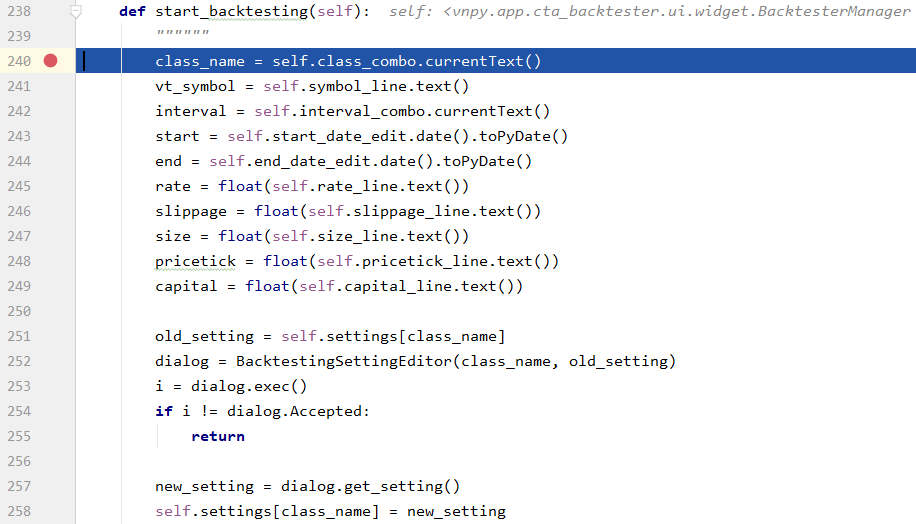 238 def start_backtesting(self): self: <vnpy.app.cta_backtester.ui.widget.BacktesterManager
239 """"""
240 class_name = self.class_combo.currentText()
241 vt_symbol = self.symbol_line.text()
242 interval = self.interval_combo.currentText()
243 start = self.start_date_edit.date().toPyDate()
244 end = self.end_date_edit.date().toPyDate()
245 rate = float(self.rate_line.text())
246 slippage = float(self.slippage_line.text())
247 size = float(self.size_line.text())
248 pricetick = float(self.pricetick_line.text())
249 capital = float(self.capital_line.text())
250
251 old_setting = self.settings[class_name]
252 dialog = BacktestingSettingEditor(class_name, old_setting)
253 i = dialog.exec()
254 if i != dialog.Accepted:
255 return
256
257 new_setting = dialog.get_setting()
258 self.settings[class_name] = new_setting